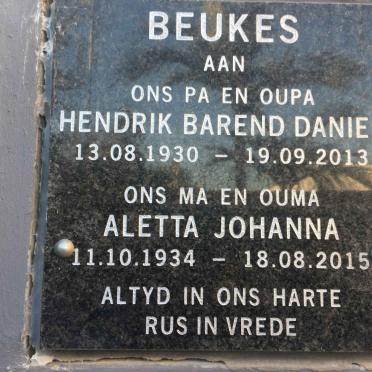 BEUKES
AAN
ONS PA EN OUPA
HENDRIK BAREND DANIE
13.08.1930 – 19.09.2013
ONS MA EN OUMA
ALETTA JOHANNA
11.10.1934 – 18.08.2015
ALTYD IN ONS HARTE
RUS IN VREDE